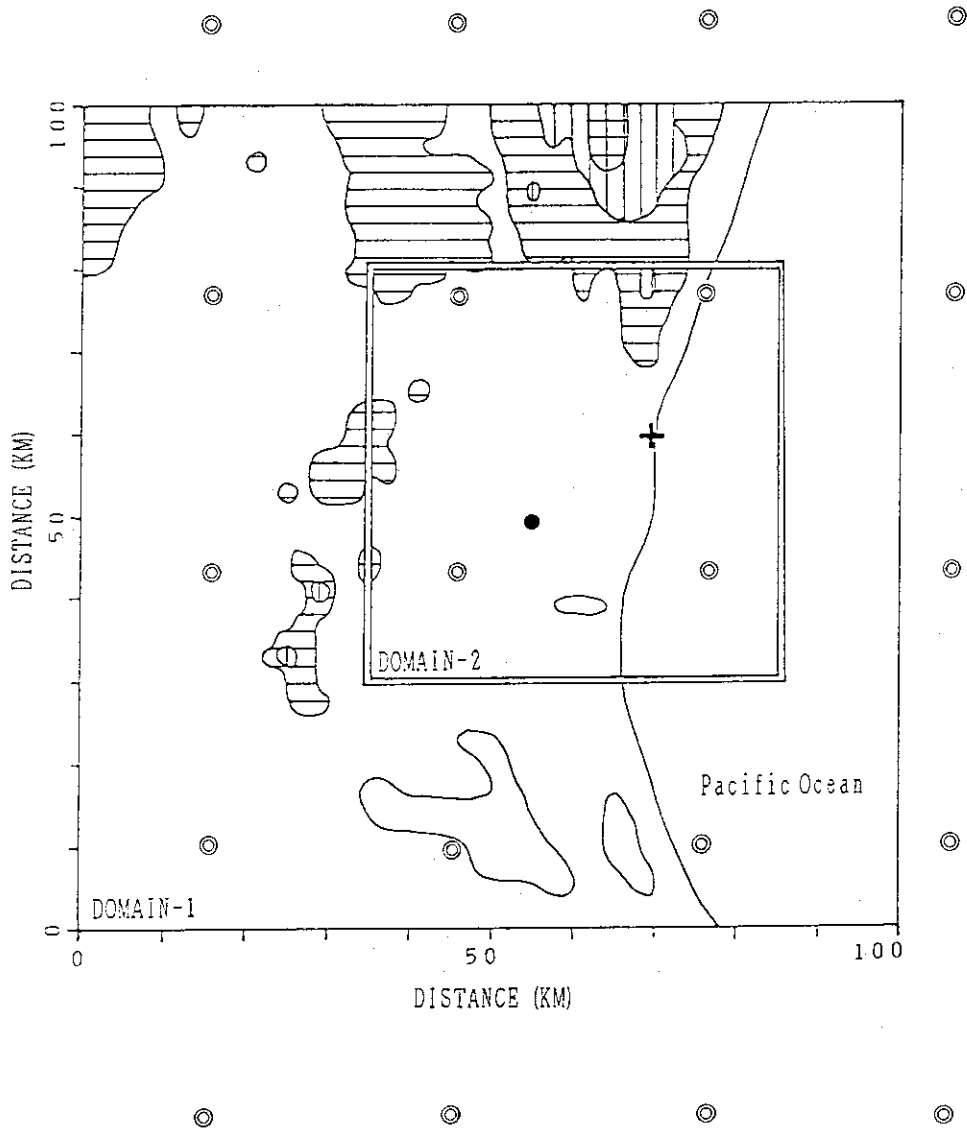 100
DISTANCE (KM)
50
DOMAIN-2
Pacific Ocean
DOMAIN-1
0
0
50
100
DISTANCE (KM)